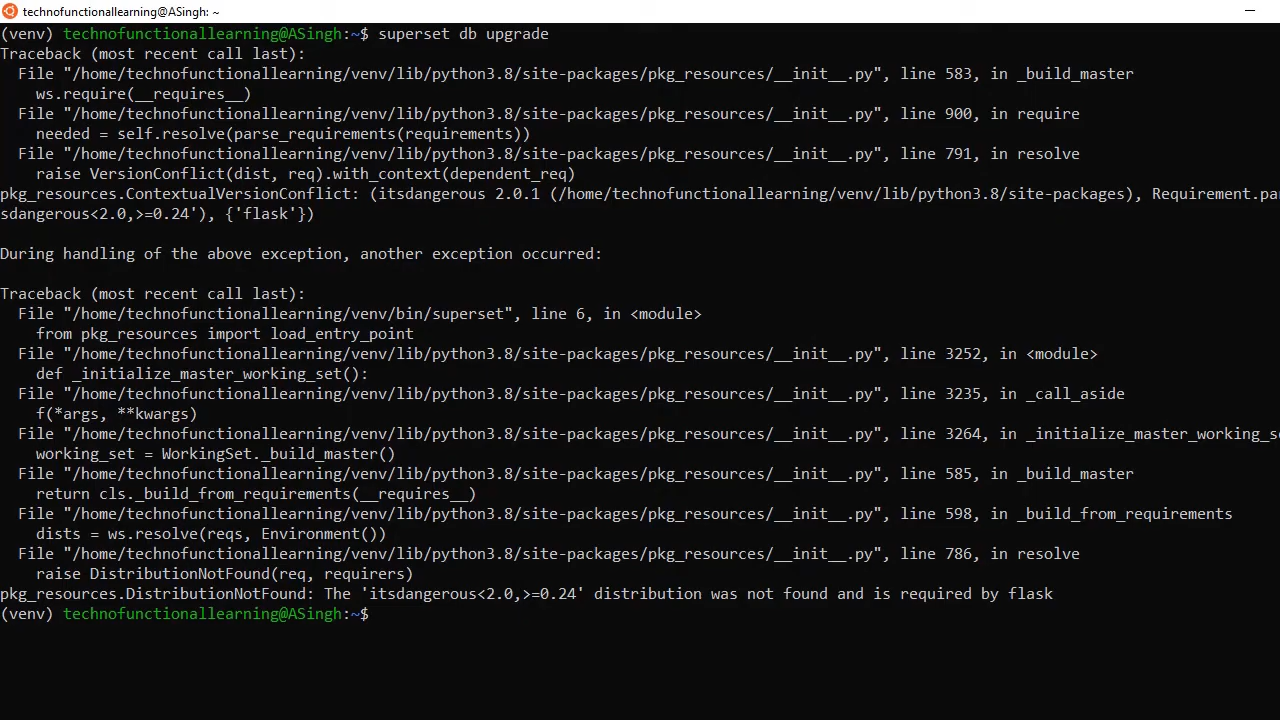 technofunctionallearning@ASingh: ~
(venv) technofunctionallearning@ASingh:~$ superset db upgrade
Traceback (most recent call last):
  File "/home/technofunctionallearning/venv/lib/python3.8/site-packages/pkg_resources/__init__.py", line 583, in _build_master
    ws.require(__requires__)
  File "/home/technofunctionallearning/venv/lib/python3.8/site-packages/pkg_resources/__init__.py", line 900, in require
    needed = self.resolve(parse_requirements(requirements))
  File "/home/technofunctionallearning/venv/lib/python3.8/site-packages/pkg_resources/__init__.py", line 791, in resolve
    raise VersionConflict(dist, req).with_context(dependent_req)
pkg_resources.ContextualVersionConflict: (itsdangerous 2.0.1 (/home/technofunctionallearning/venv/lib/python3.8/site-packages), Requirement.par
sdangerous<2.0,>=0.24'), {'flask'})
During handling of the above exception, another exception occurred:
Traceback (most recent call last):
  File "/home/technofunctionallearning/venv/bin/superset", line 6, in <module>
    from pkg_resources import load_entry_point
  File "/home/technofunctionallearning/venv/lib/python3.8/site-packages/pkg_resources/__init__.py", line 3252, in <module>
    def _initialize_master_working_set():
  File "/home/technofunctionallearning/venv/lib/python3.8/site-packages/pkg_resources/__init__.py", line 3235, in _call_aside
    f(*args, **kwargs)
  File "/home/technofunctionallearning/venv/lib/python3.8/site-packages/pkg_resources/__init__.py", line 3264, in _initialize_master_working_se
    working_set = WorkingSet._build_master()
  File "/home/technofunctionallearning/venv/lib/python3.8/site-packages/pkg_resources/__init__.py", line 585, in _build_master
    return cls._build_from_requirements(__requires__)
  File "/home/technofunctionallearning/venv/lib/python3.8/site-packages/pkg_resources/__init__.py", line 598, in _build_from_requirements
    dists = ws.resolve(reqs, Environment())
  File "/home/technofunctionallearning/venv/lib/python3.8/site-packages/pkg_resources/__init__.py", line 786, in resolve
    raise DistributionNotFound(req, requirers)
pkg_resources.DistributionNotFound: The 'itsdangerous<2.0,>=0.24' distribution was not found and is required by flask
(venv) technofunctionallearning@ASingh:~$